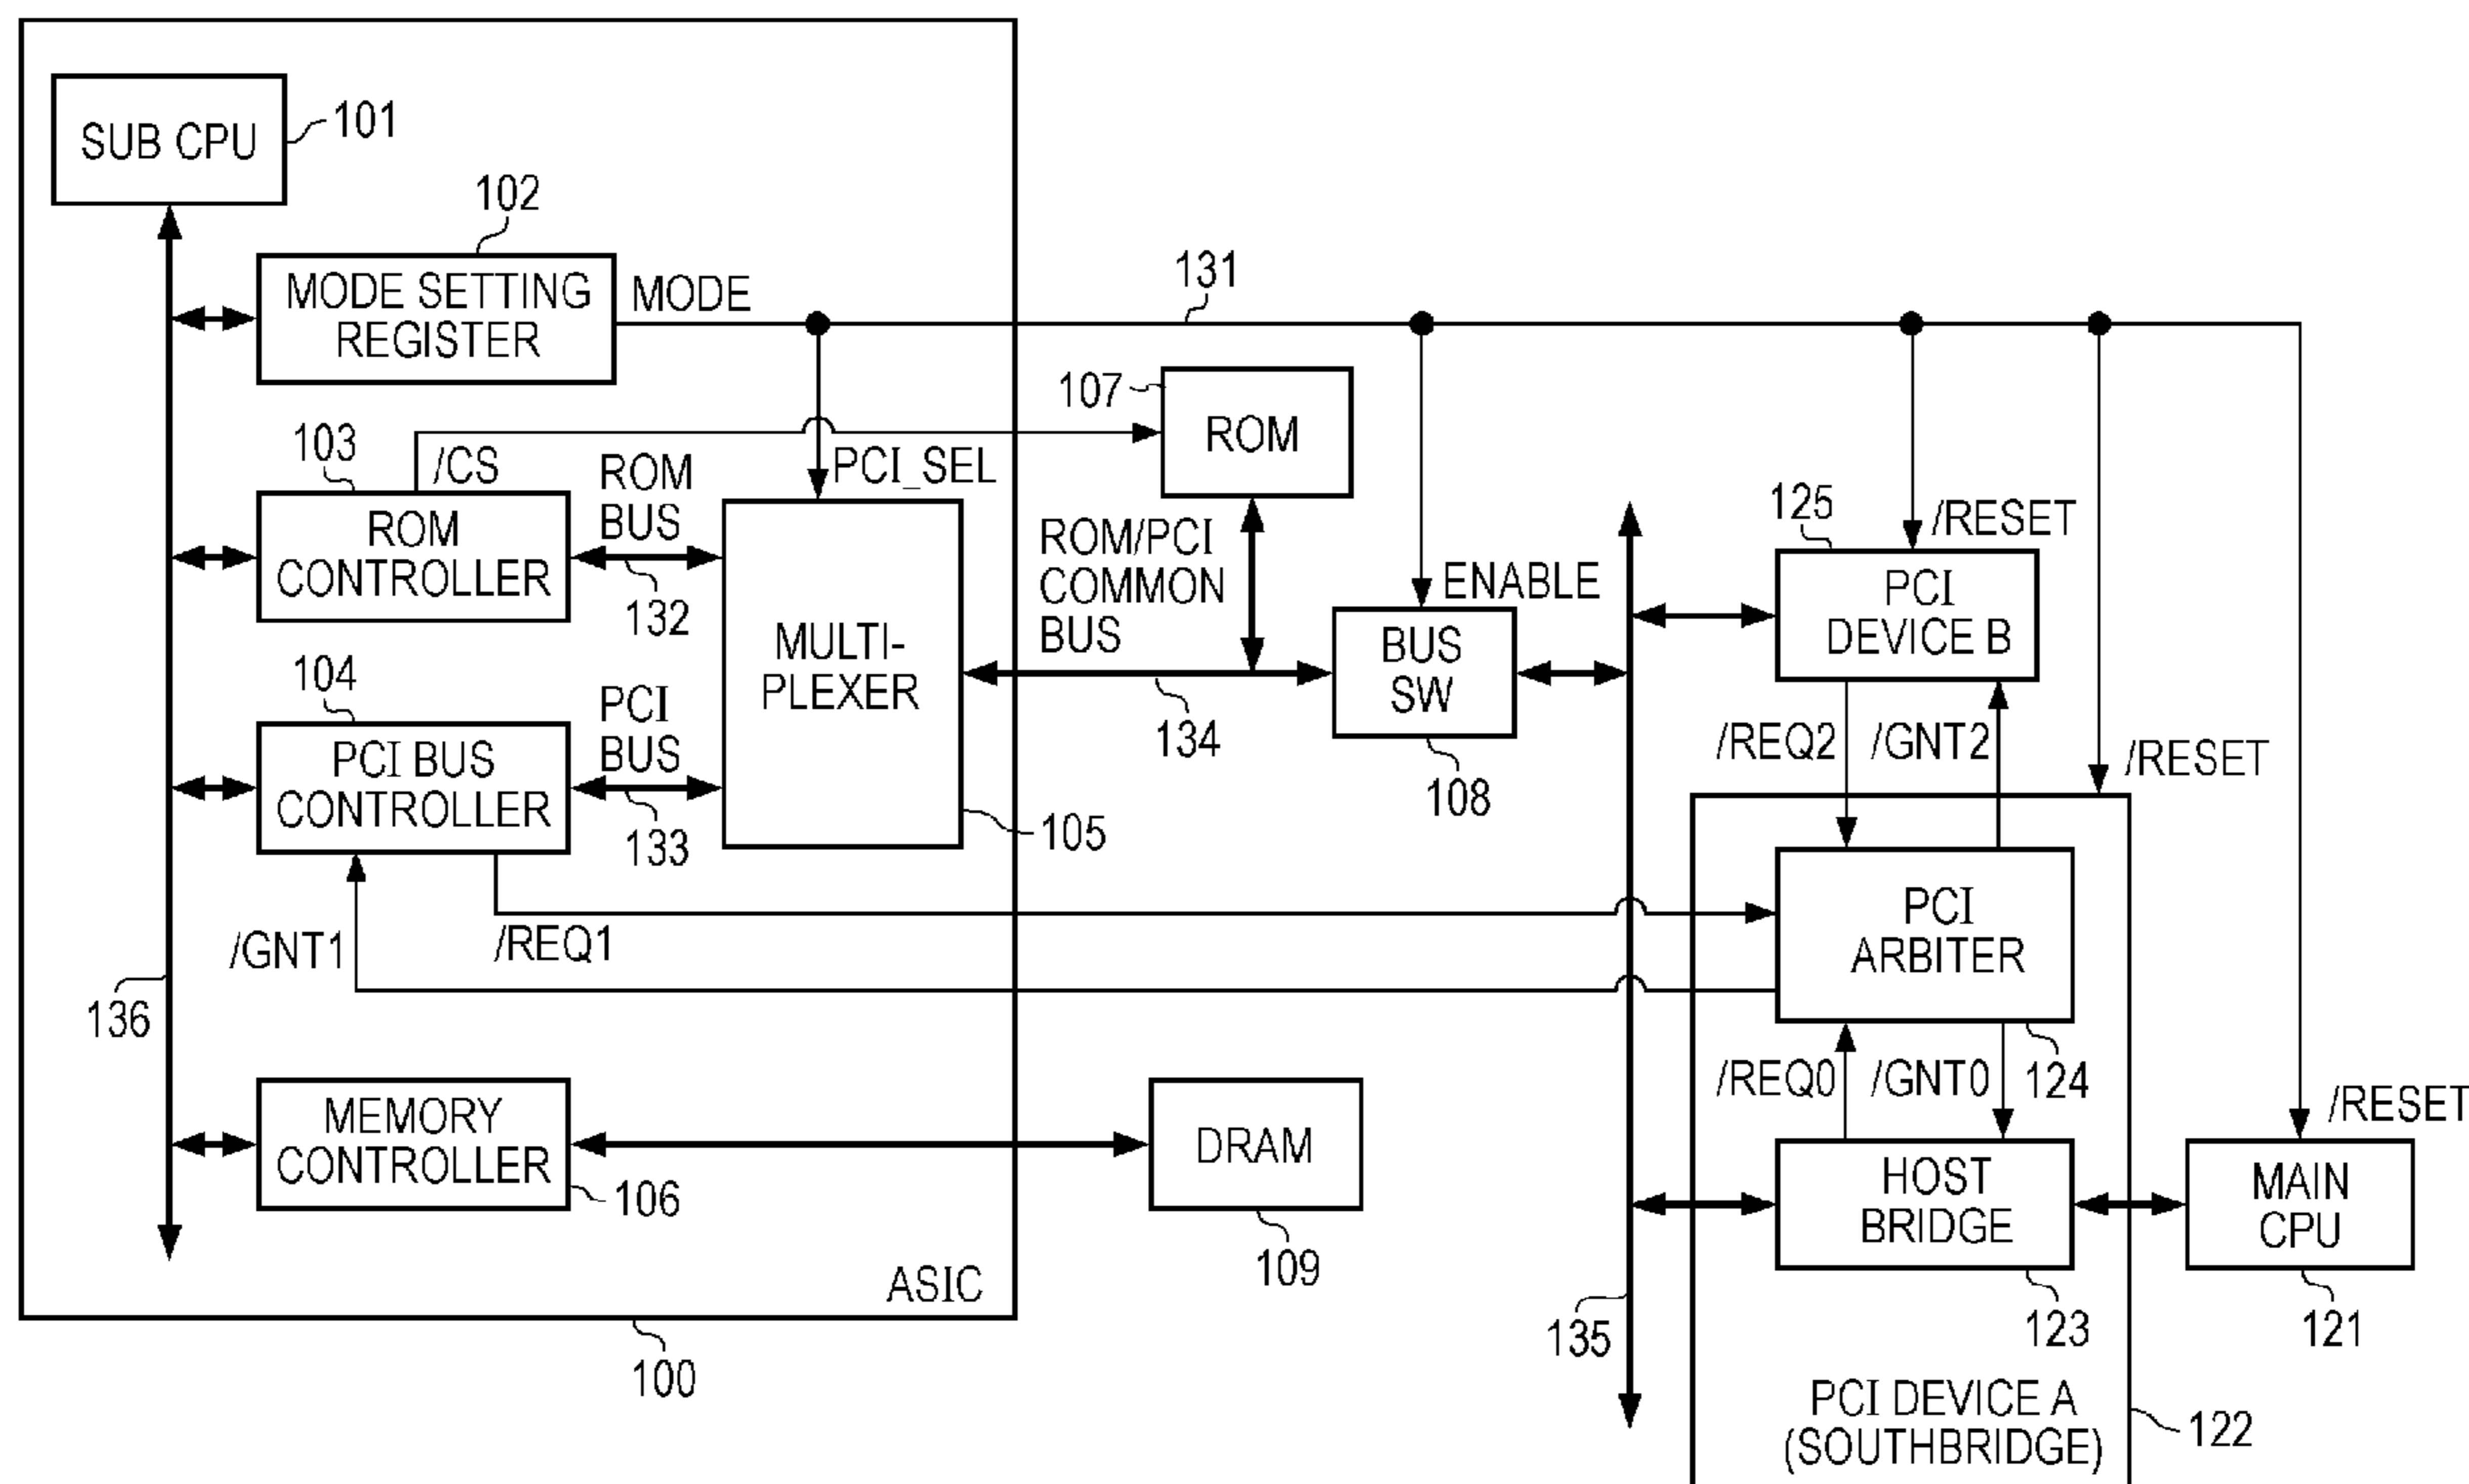 SUB CPU
101
102
MODE SETTING
REGISTER
MODE
131
107
ROM
103
/CS
ROM
BUS
PCI_SEL
ROM
CONTROLLER
132
MULTI-
PLEXER
105
ROM/PCI
COMMON
BUS
134
ENABLE
BUS
SW
108
125
/RESET
PCI
DEVICE B
/REQ2
/GNT2
/RESET
104
PCI
BUS
PCI BUS
CONTROLLER
133
/GNT1
/REQ1
PCI
ARBITER
124
/REQ0
/GNT0
136
MEMORY
CONTROLLER
106
DRAM
109
HOST
BRIDGE
123
/RESET
MAIN
CPU
121
ASIC
100
135
PCI DEVICE A
(SOUTHBRIDGE)
122